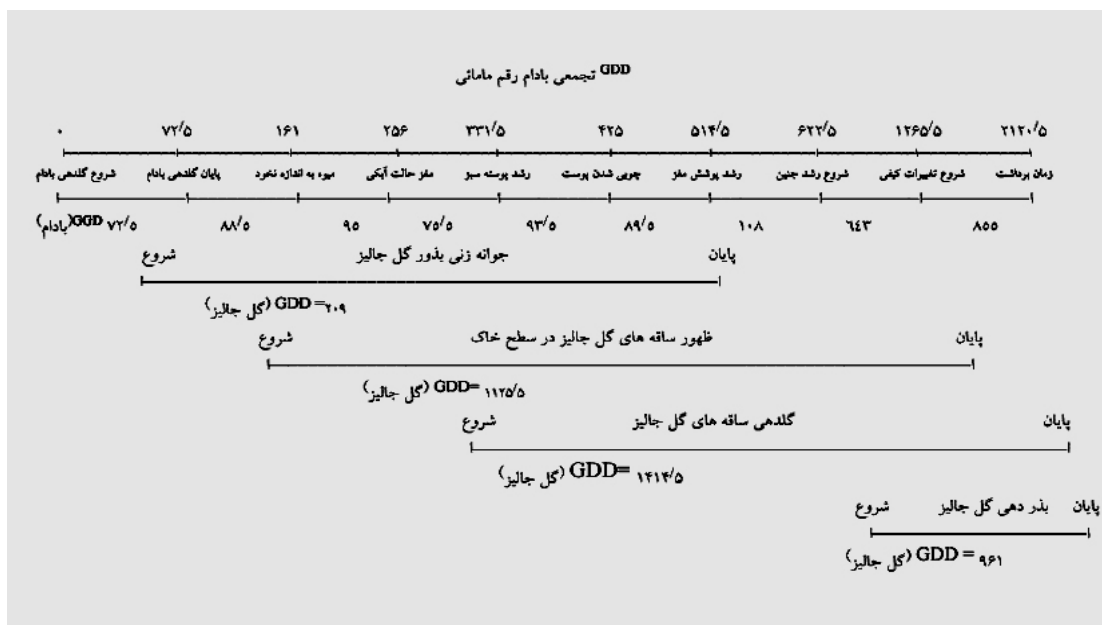 GDD تجمعی بادام رقم مامائی
۰ ۷۲/۵ ۱۶۱ ۲۵۶ ۳۳۱/۵ ۴۲۵ ۵۱۴/۵ ۶۲۲/۵ ۱۲۶۵/۵ ۲۱۲۰/۵
شروع گلدهی بادام پایان گلدهی بادام میوه به اندازه نخود مغز حالت آبکی رشد پوسته سبز چوبی شدن پوست رشد پوشش مغز شروع رشد جنین شروع تغییرات کیفی زمان برداشت
GGD(بادام) ۷۲/۵ ۸۸/۵ ۹۵ ۷۵/۵ ۹۳/۵ ۸۹/۵ ۱۰۸ ٦٤٣ ۸۵۵
شروع جوانه زنی بذور گل جالیز پایان
(گل جالیز) GDD =۲۰۹
شروع ظهور ساقه های گل جالیز در سطح خاک پایان
(گل جالیز) GDD= ۱۱۲۵/۵
شروع گلدهی ساقه های گل جالیز پایان
(گل جالیز) GDD= ۱۴۱۴/۵
شروع بذر دهی گل جالیز پایان
(گل جالیز) GDD = ۹۶۱